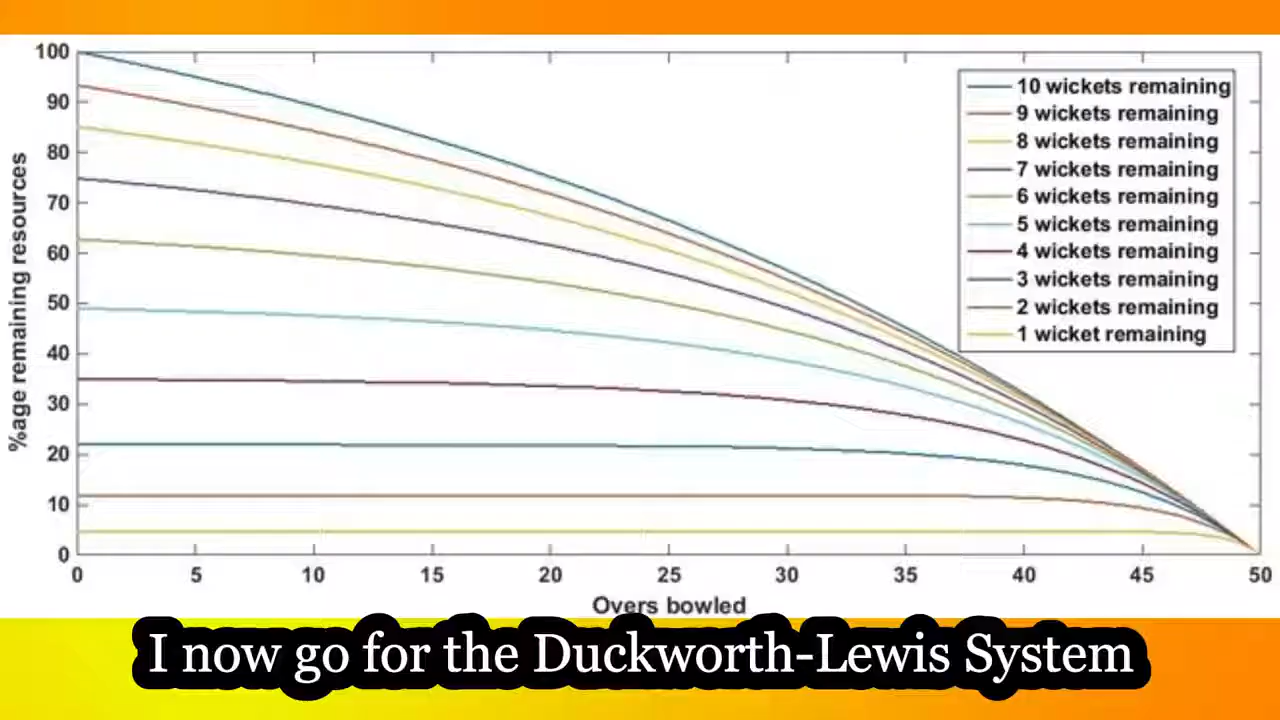 100
90
80
70
60
50
40
30
20
10
0
%age remaining resources
10 wickets remaining
9 wickets remaining
8 wickets remaining
7 wickets remaining
6 wickets remaining
5 wickets remaining
4 wickets remaining
3 wickets remaining
2 wickets remaining
1 wicket remaining
0 5 10 15 20 25 30 35 40 45 50
Overs bowled
I now go for the Duckworth-Lewis System